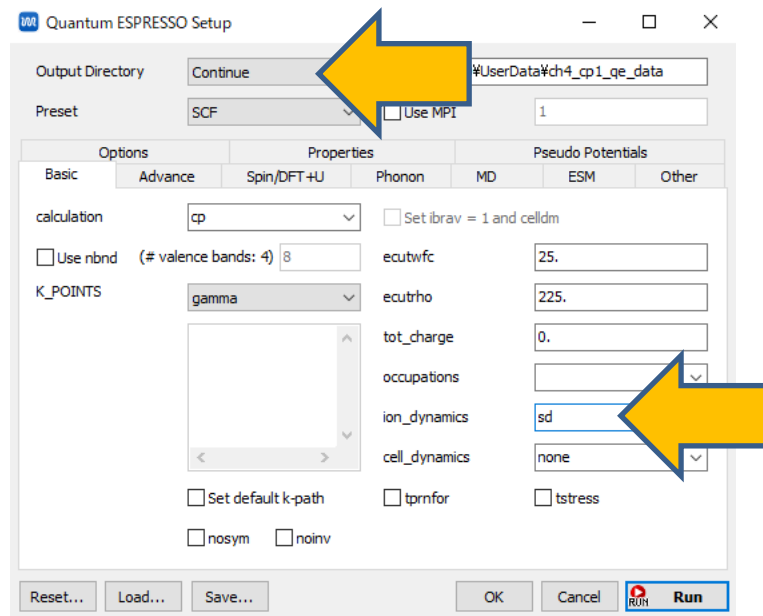 Quantum ESPRESSO Setup
Output Directory Continue ¥UserData¥ch4_cp1_qe_data
Preset SCF Use MPI 1
Options Properties Pseudo Potentials
Basic Advance Spin/DFT+U Phonon MD ESM Other
calculation cp Set ibrav = 1 and celldm
Use nbnd (# valence bands: 4) 8 ecutwfc 25.
K_POINTS gamma ecutrho 225.
tot_charge 0.
occupations
ion_dynamics sd
cell_dynamics none
Set default k-path tprnfor tstress
nosym noinv
Reset... Load... Save... OK Cancel RUN Run